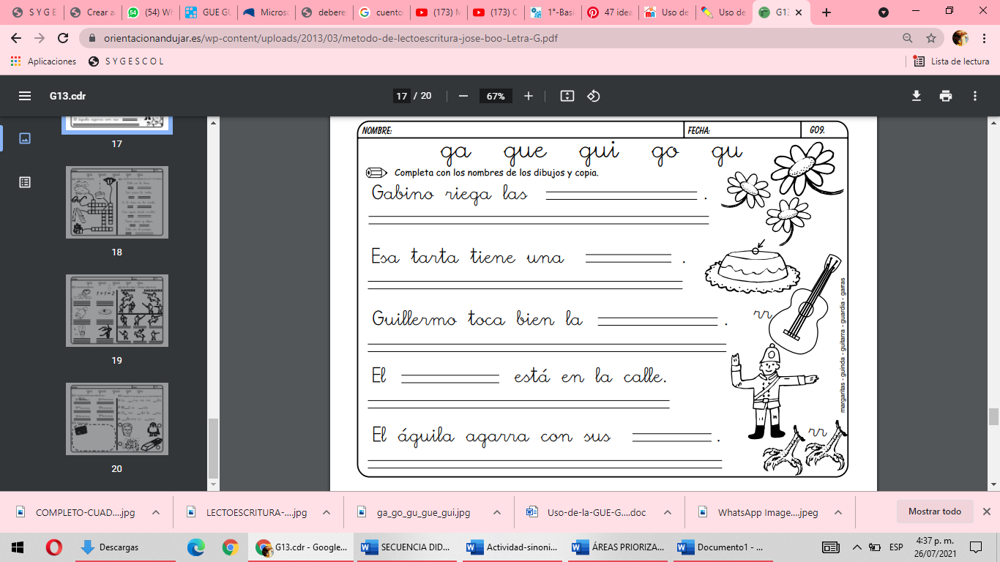 S Y G E
Crear a
(54) W
GUE GU
Micros
debere
cuento
(173) M
(173) C
1°-Basi
47 idea
Uso de
Uso de
G13
orientacionandujar.es/wp-content/uploads/2013/03/metodo-de-lectoescritura-jose-boo-Letra-G.pdf
Aplicaciones
S Y G E S C O L
Lista de lectura
G13.cdr
17 / 20
67%
17
18
19
20
NOMBRE:
FECHA:
G09.
ga gue gui go gu
Completa con los nombres de los dibujos y copia.
Gabino riega las .
Esa tarta tiene una .
Guillermo toca bien la .
rr
El está en la calle.
El águila agarra con sus .
rr
margaritas - guinda - guitarra - guardia - garras
COMPLETO-CUAD....jpg
LECTOESCRITURA-....jpg
ga_go_gu_gue_gui.jpg
Uso-de-la-GUE-G....doc
WhatsApp Image....jpeg
Mostrar todo
Descargas
G13.cdr - Google...
SECUENCIA DID...
Actividad-sinoni...
ÁREAS PRIORIZA...
Documento1 - ...
ESP
4:37 p. m.
26/07/2021